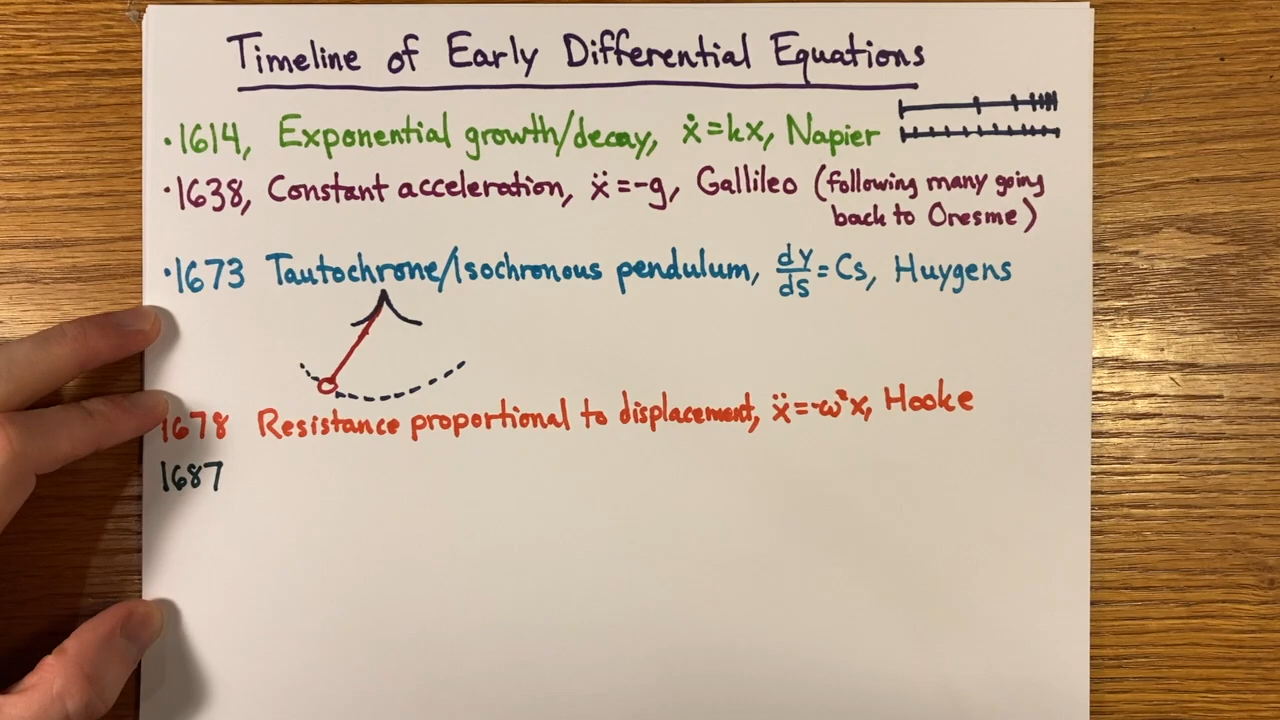 Timeline of Early Differential Equations
·1614, Exponential growth/decay, ẋ=kx, Napier
·1638, Constant acceleration, ẍ=-g, Gallileo (following many going
back to Oresme)
·1673 Tautochrone/Isochronous pendulum, dy/ds=Cs, Huygens
1678 Resistance proportional to displacement, ẍ=-ω²x, Hooke
1687